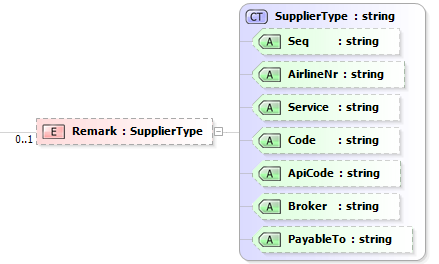 CT SupplierType : string
A Seq : string
A AirlineNr : string
A Service : string
A Code : string
A ApiCode : string
A Broker : string
A PayableTo : string
E Remark : SupplierType
0..1